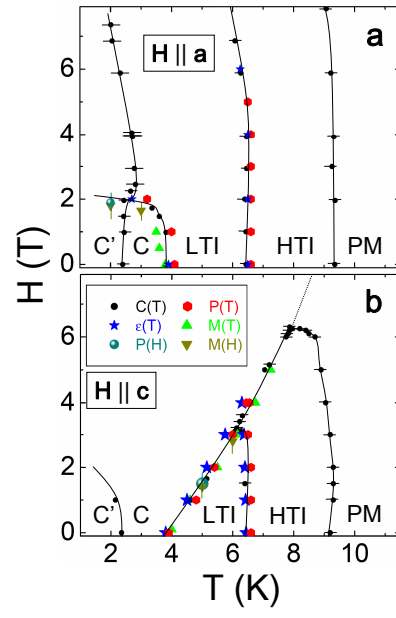 a
H || a
6
4
2
0
C' C LTI HTI PM
H (T)
b
C(T) P(T)
ε(T) M(T)
P(H) M(H)
H || c
6
4
2
0
C' C LTI HTI PM
2 4 6 8 10
T (K)